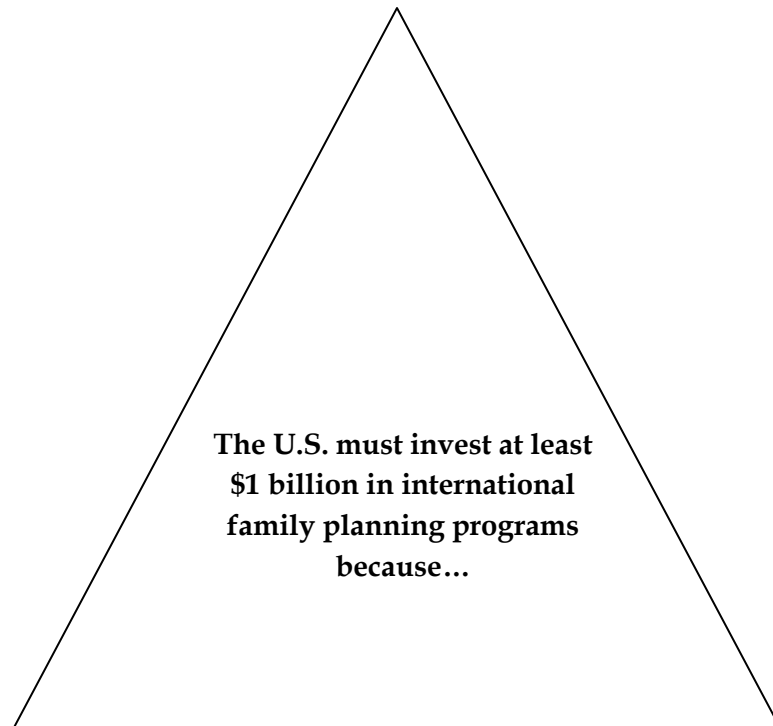 The U.S. must invest at least
$1 billion in international
family planning programs
because…